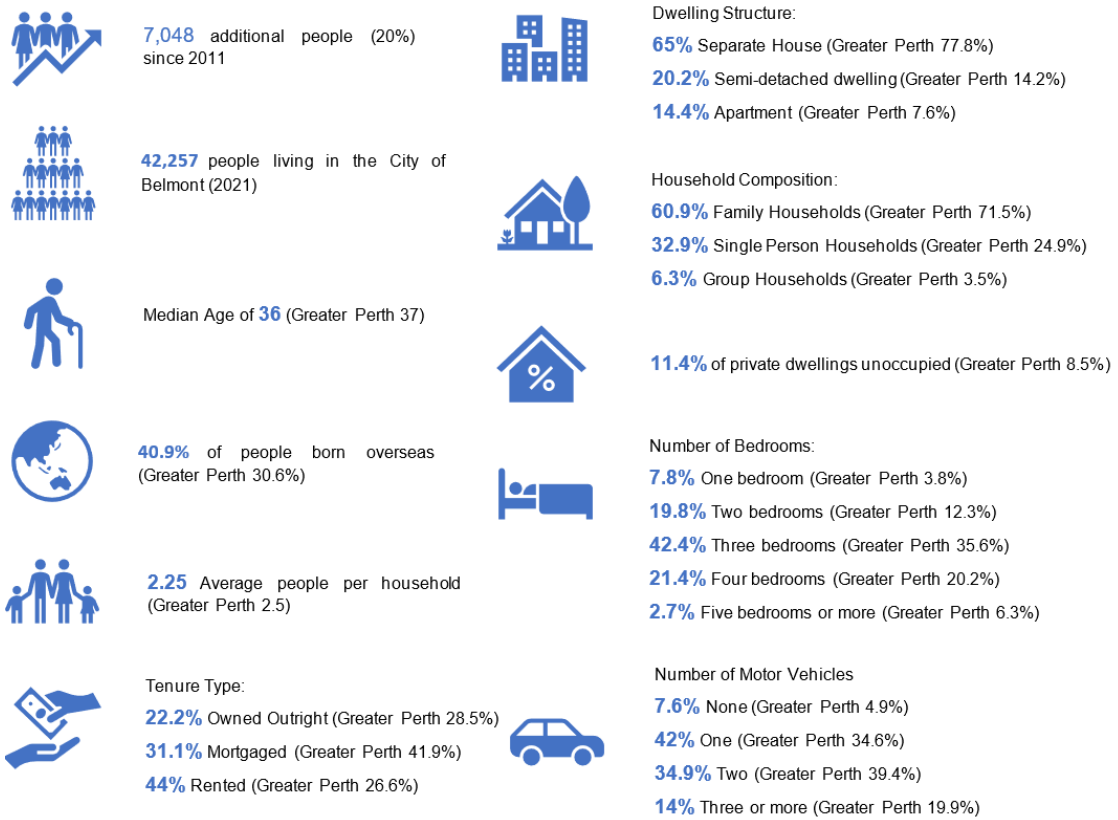 7,048 additional people (20%)
since 2011
42,257 people living in the City of
Belmont (2021)
Median Age of 36 (Greater Perth 37)
40.9% of people born overseas
(Greater Perth 30.6%)
2.25 Average people per household
(Greater Perth 2.5)
Tenure Type:
22.2% Owned Outright (Greater Perth 28.5%)
31.1% Mortgaged (Greater Perth 41.9%)
44% Rented (Greater Perth 26.6%)
Dwelling Structure:
65% Separate House (Greater Perth 77.8%)
20.2% Semi-detached dwelling (Greater Perth 14.2%)
14.4% Apartment (Greater Perth 7.6%)
Household Composition:
60.9% Family Households (Greater Perth 71.5%)
32.9% Single Person Households (Greater Perth 24.9%)
6.3% Group Households (Greater Perth 3.5%)
%
11.4% of private dwellings unoccupied (Greater Perth 8.5%)
Number of Bedrooms:
7.8% One bedroom (Greater Perth 3.8%)
19.8% Two bedrooms (Greater Perth 12.3%)
42.4% Three bedrooms (Greater Perth 35.6%)
21.4% Four bedrooms (Greater Perth 20.2%)
2.7% Five bedrooms or more (Greater Perth 6.3%)
Number of Motor Vehicles
7.6% None (Greater Perth 4.9%)
42% One (Greater Perth 34.6%)
34.9% Two (Greater Perth 39.4%)
14% Three or more (Greater Perth 19.9%)